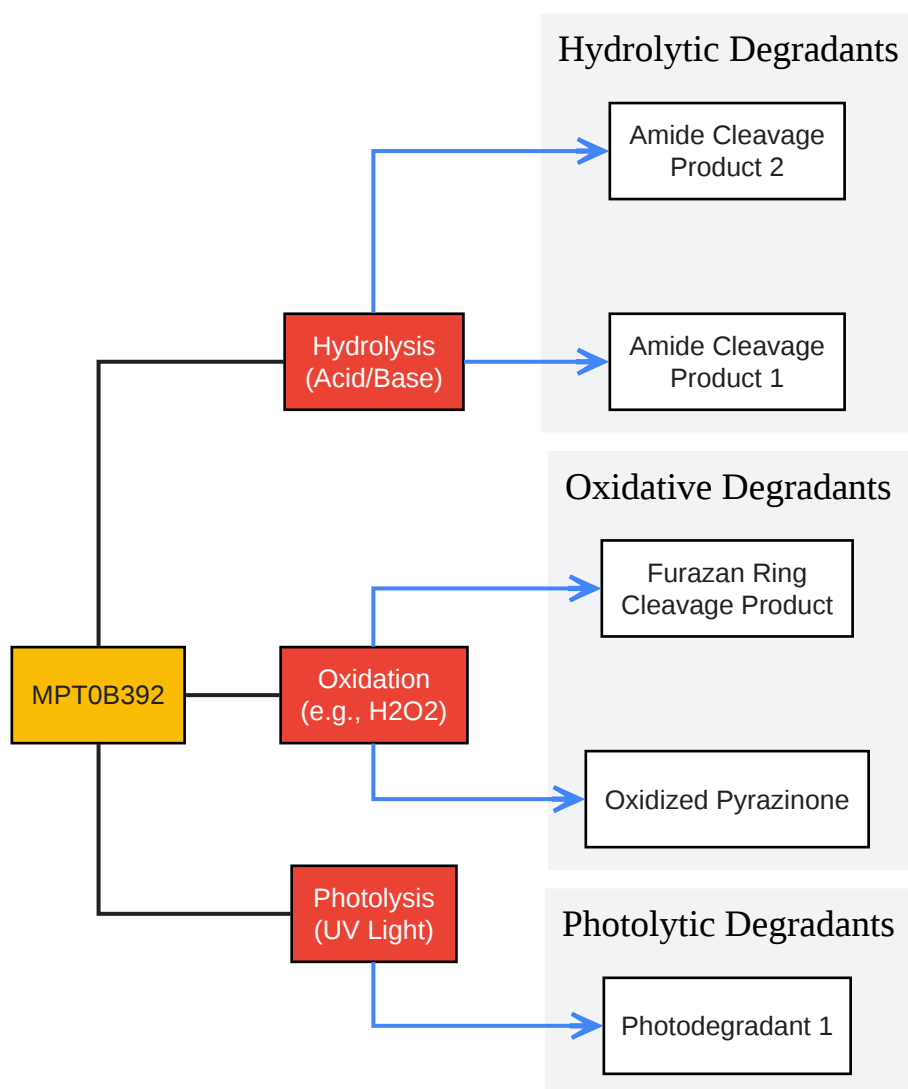 Hydrolytic Degradants
Amide Cleavage
Product 2
Hydrolysis
(Acid/Base)
Amide Cleavage
Product 1
Oxidative Degradants
Furazan Ring
Cleavage Product
MPT0B392
Oxidation
(e.g., H2O2)
Oxidized Pyrazinone
Photolysis
(UV Light)
Photolytic Degradants
Photodegradant 1